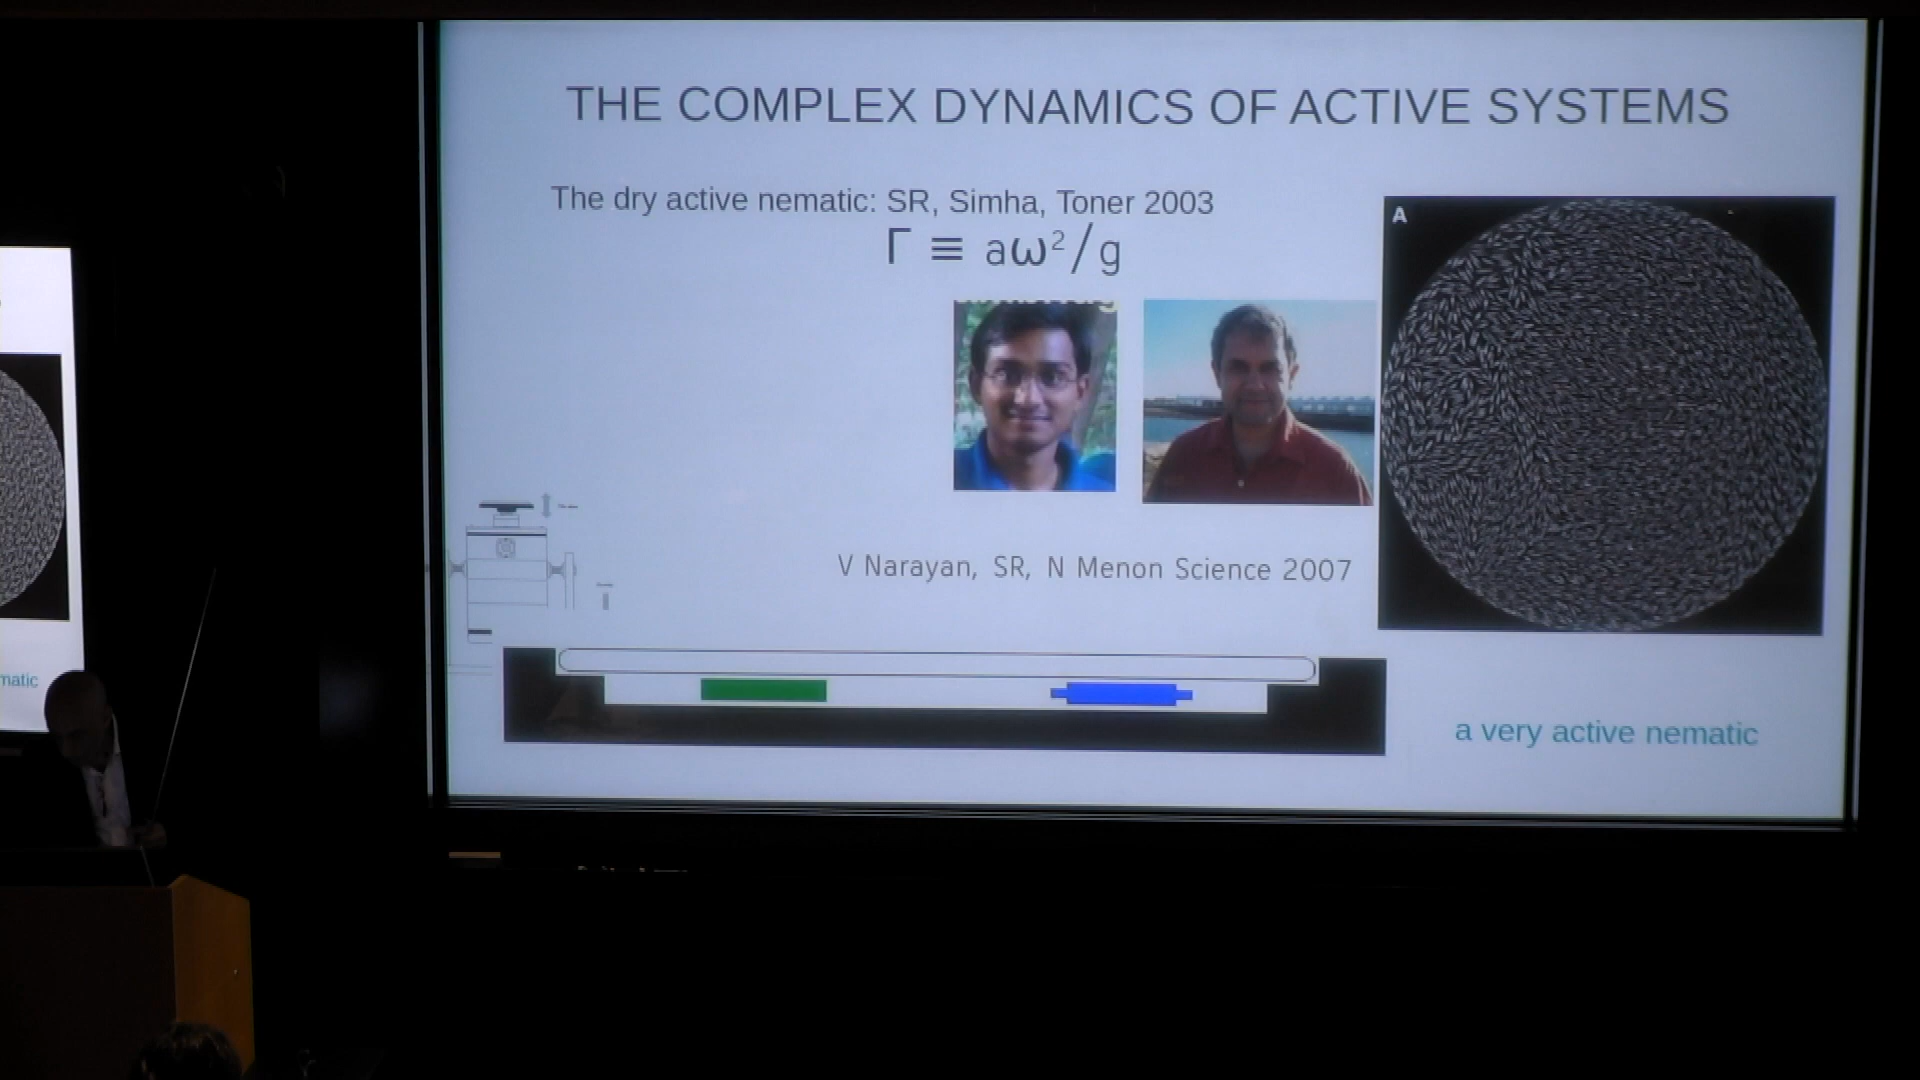 THE COMPLEX DYNAMICS OF ACTIVE SYSTEMS
The dry active nematic: SR, Simha, Toner 2003
Γ ≡ aω²/g
A
V Narayan, SR, N Menon Science 2007
a very active nematic
matic